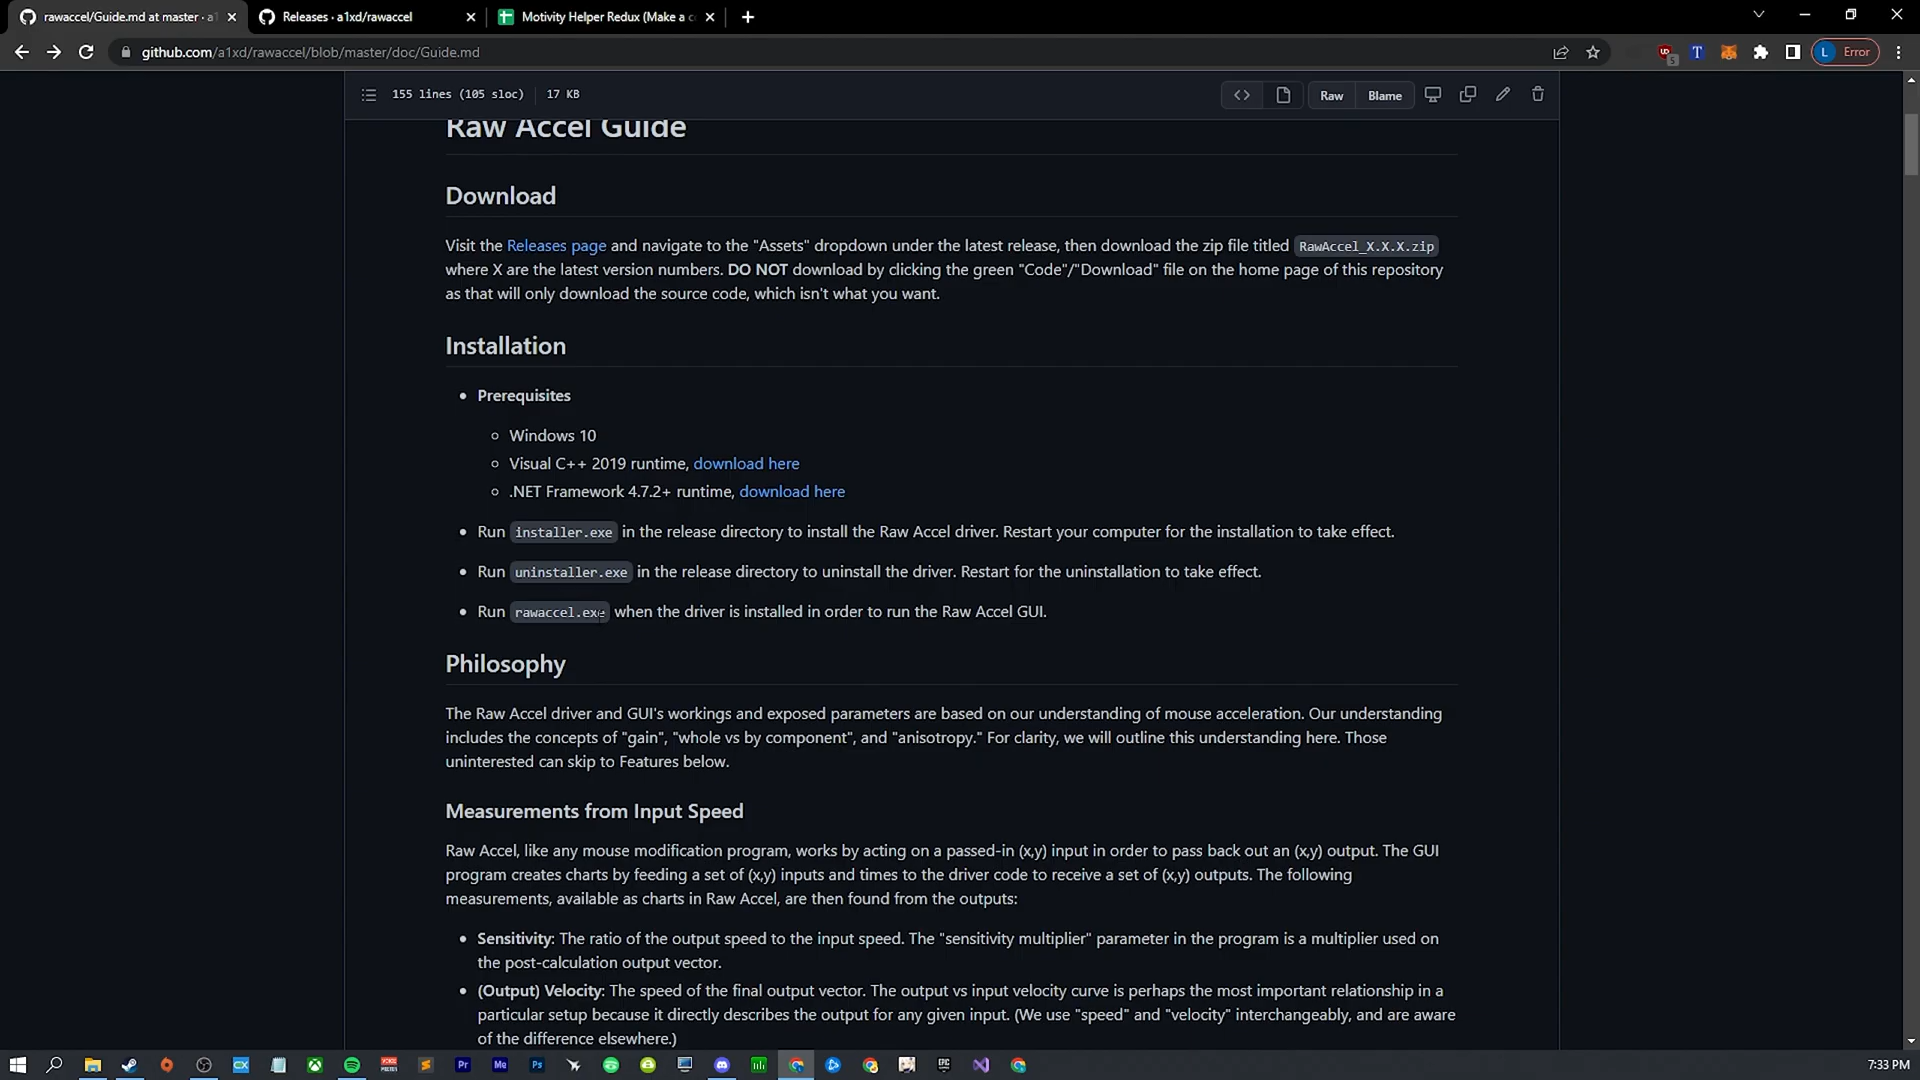 rawaccel/Guide.md at master · a1
Releases · a1xd/rawaccel
Motivity Helper Redux (Make a c
github.com/a1xd/rawaccel/blob/master/doc/Guide.md
5
T
L Error
155 lines (105 sloc) 17 KB
Raw Blame
Raw Accel Guide
Download
Visit the Releases page and navigate to the "Assets" dropdown under the latest release, then download the zip file titled RawAccel_X.X.X.zip
where X are the latest version numbers. DO NOT download by clicking the green "Code"/"Download" file on the home page of this repository
as that will only download the source code, which isn't what you want.
Installation
Prerequisites
Windows 10
Visual C++ 2019 runtime, download here
.NET Framework 4.7.2+ runtime, download here
Run installer.exe in the release directory to install the Raw Accel driver. Restart your computer for the installation to take effect.
Run uninstaller.exe in the release directory to uninstall the driver. Restart for the uninstallation to take effect.
Run rawaccel.exe when the driver is installed in order to run the Raw Accel GUI.
Philosophy
The Raw Accel driver and GUI's workings and exposed parameters are based on our understanding of mouse acceleration. Our understanding
includes the concepts of "gain", "whole vs by component", and "anisotropy." For clarity, we will outline this understanding here. Those
uninterested can skip to Features below.
Measurements from Input Speed
Raw Accel, like any mouse modification program, works by acting on a passed-in (x,y) input in order to pass back out an (x,y) output. The GUI
program creates charts by feeding a set of (x,y) inputs and times to the driver code to receive a set of (x,y) outputs. The following
measurements, available as charts in Raw Accel, are then found from the outputs:
Sensitivity: The ratio of the output speed to the input speed. The "sensitivity multiplier" parameter in the program is a multiplier used on
the post-calculation output vector.
(Output) Velocity: The speed of the final output vector. The output vs input velocity curve is perhaps the most important relationship in a
particular setup because it directly describes the output for any given input. (We use "speed" and "velocity" interchangeably, and are aware
of the difference elsewhere.)
CX
Pr
Me
Ps
7:33 PM